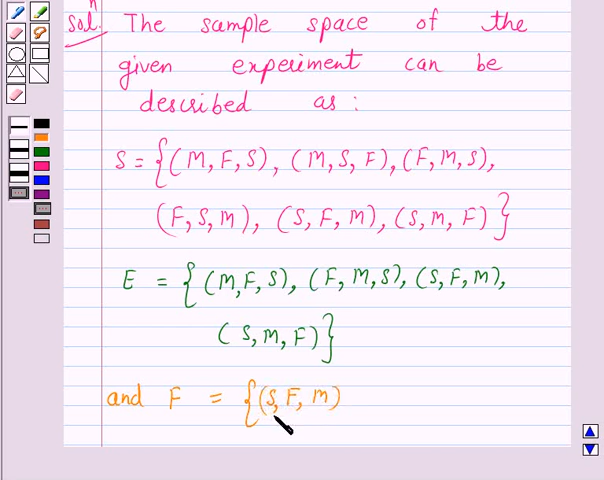 Solⁿ. The sample space of the
given experiment can be
described as :
S = {(M, F, S), (M, S, F), (F, M, S),
(F, S, M), (S, F, M), (S, M, F)}
E = {(M, F, S), (F, M, S), (S, F, M),
(S, M, F)}
and F = {(S, F, M)